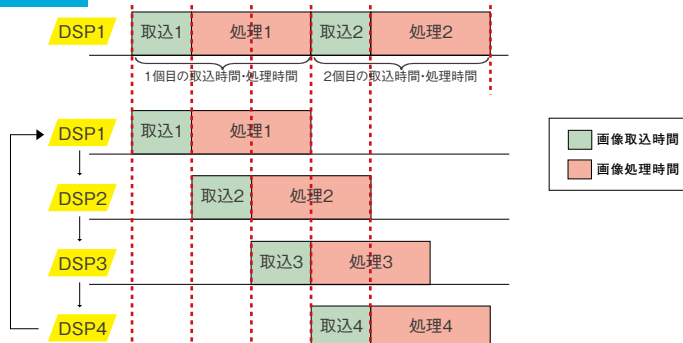 DSP1 取込1 処理1 取込2 処理2
1個目の取込時間・処理時間 2個目の取込時間・処理時間
DSP1 取込1 処理1
画像取込時間
画像処理時間
DSP2 取込2 処理2
DSP3 取込3 処理3
DSP4 取込4 処理4